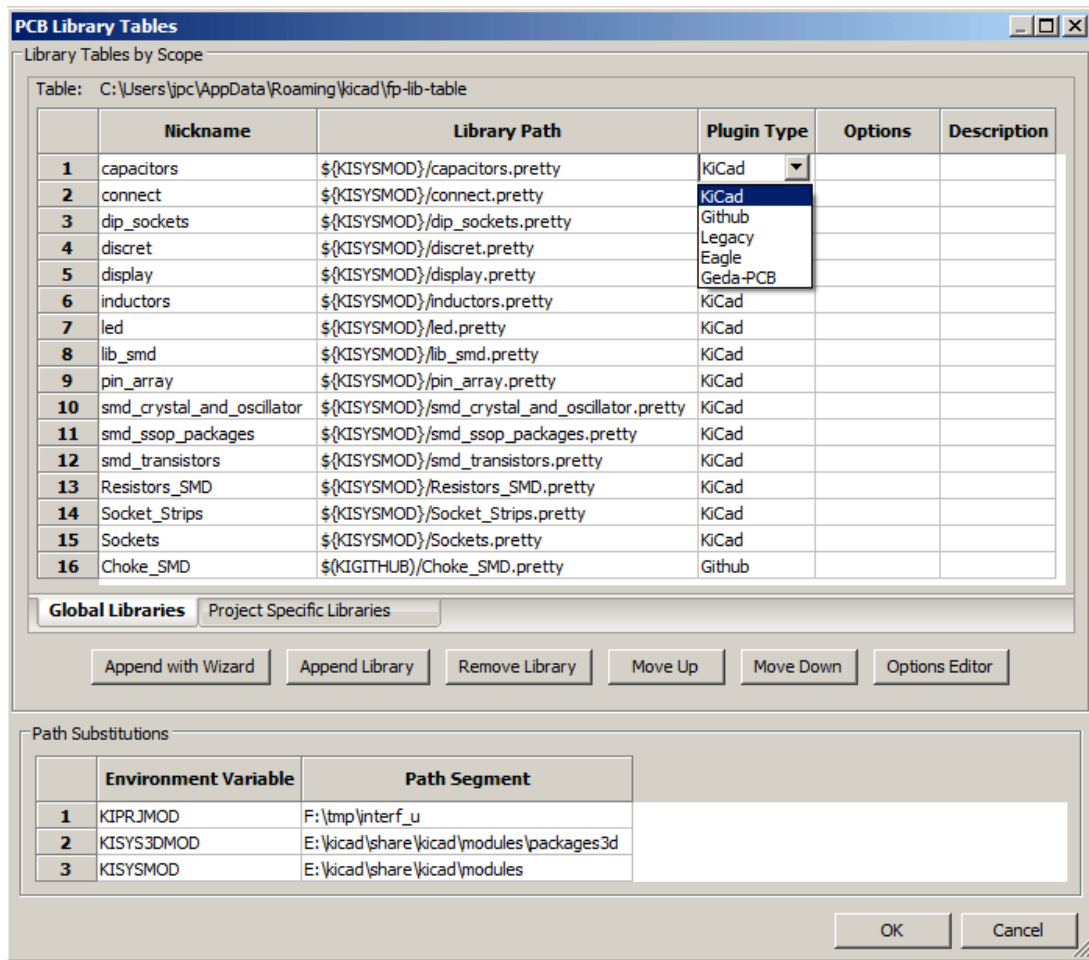 PCB Library Tables
Library Tables by Scope
Table: C:\Users\jpc\AppData\Roaming\kicad\fp-lib-table
Nickname Library Path Plugin Type Options Description
1 capacitors ${KISYSMOD}/capacitors.pretty KiCad
2 connect ${KISYSMOD}/connect.pretty KiCad
3 dip_sockets ${KISYSMOD}/dip_sockets.pretty Github
4 discret ${KISYSMOD}/discret.pretty Legacy
5 display ${KISYSMOD}/display.pretty Eagle
Geda-PCB
6 inductors ${KISYSMOD}/inductors.pretty KiCad
7 led ${KISYSMOD}/led.pretty KiCad
8 lib_smd ${KISYSMOD}/lib_smd.pretty KiCad
9 pin_array ${KISYSMOD}/pin_array.pretty KiCad
10 smd_crystal_and_oscillator ${KISYSMOD}/smd_crystal_and_oscillator.pretty KiCad
11 smd_ssop_packages ${KISYSMOD}/smd_ssop_packages.pretty KiCad
12 smd_transistors ${KISYSMOD}/smd_transistors.pretty KiCad
13 Resistors_SMD ${KISYSMOD}/Resistors_SMD.pretty KiCad
14 Socket_Strips ${KISYSMOD}/Socket_Strips.pretty KiCad
15 Sockets ${KISYSMOD}/Sockets.pretty KiCad
16 Choke_SMD $(KIGITHUB)/Choke_SMD.pretty Github
Global Libraries Project Specific Libraries
Append with Wizard Append Library Remove Library Move Up Move Down Options Editor
Path Substitutions
Environment Variable Path Segment
1 KIPRJMOD F:\tmp\interf_u
2 KISYS3DMOD E:\kicad\share\kicad\modules\packages3d
3 KISYSMOD E:\kicad\share\kicad\modules
OK Cancel